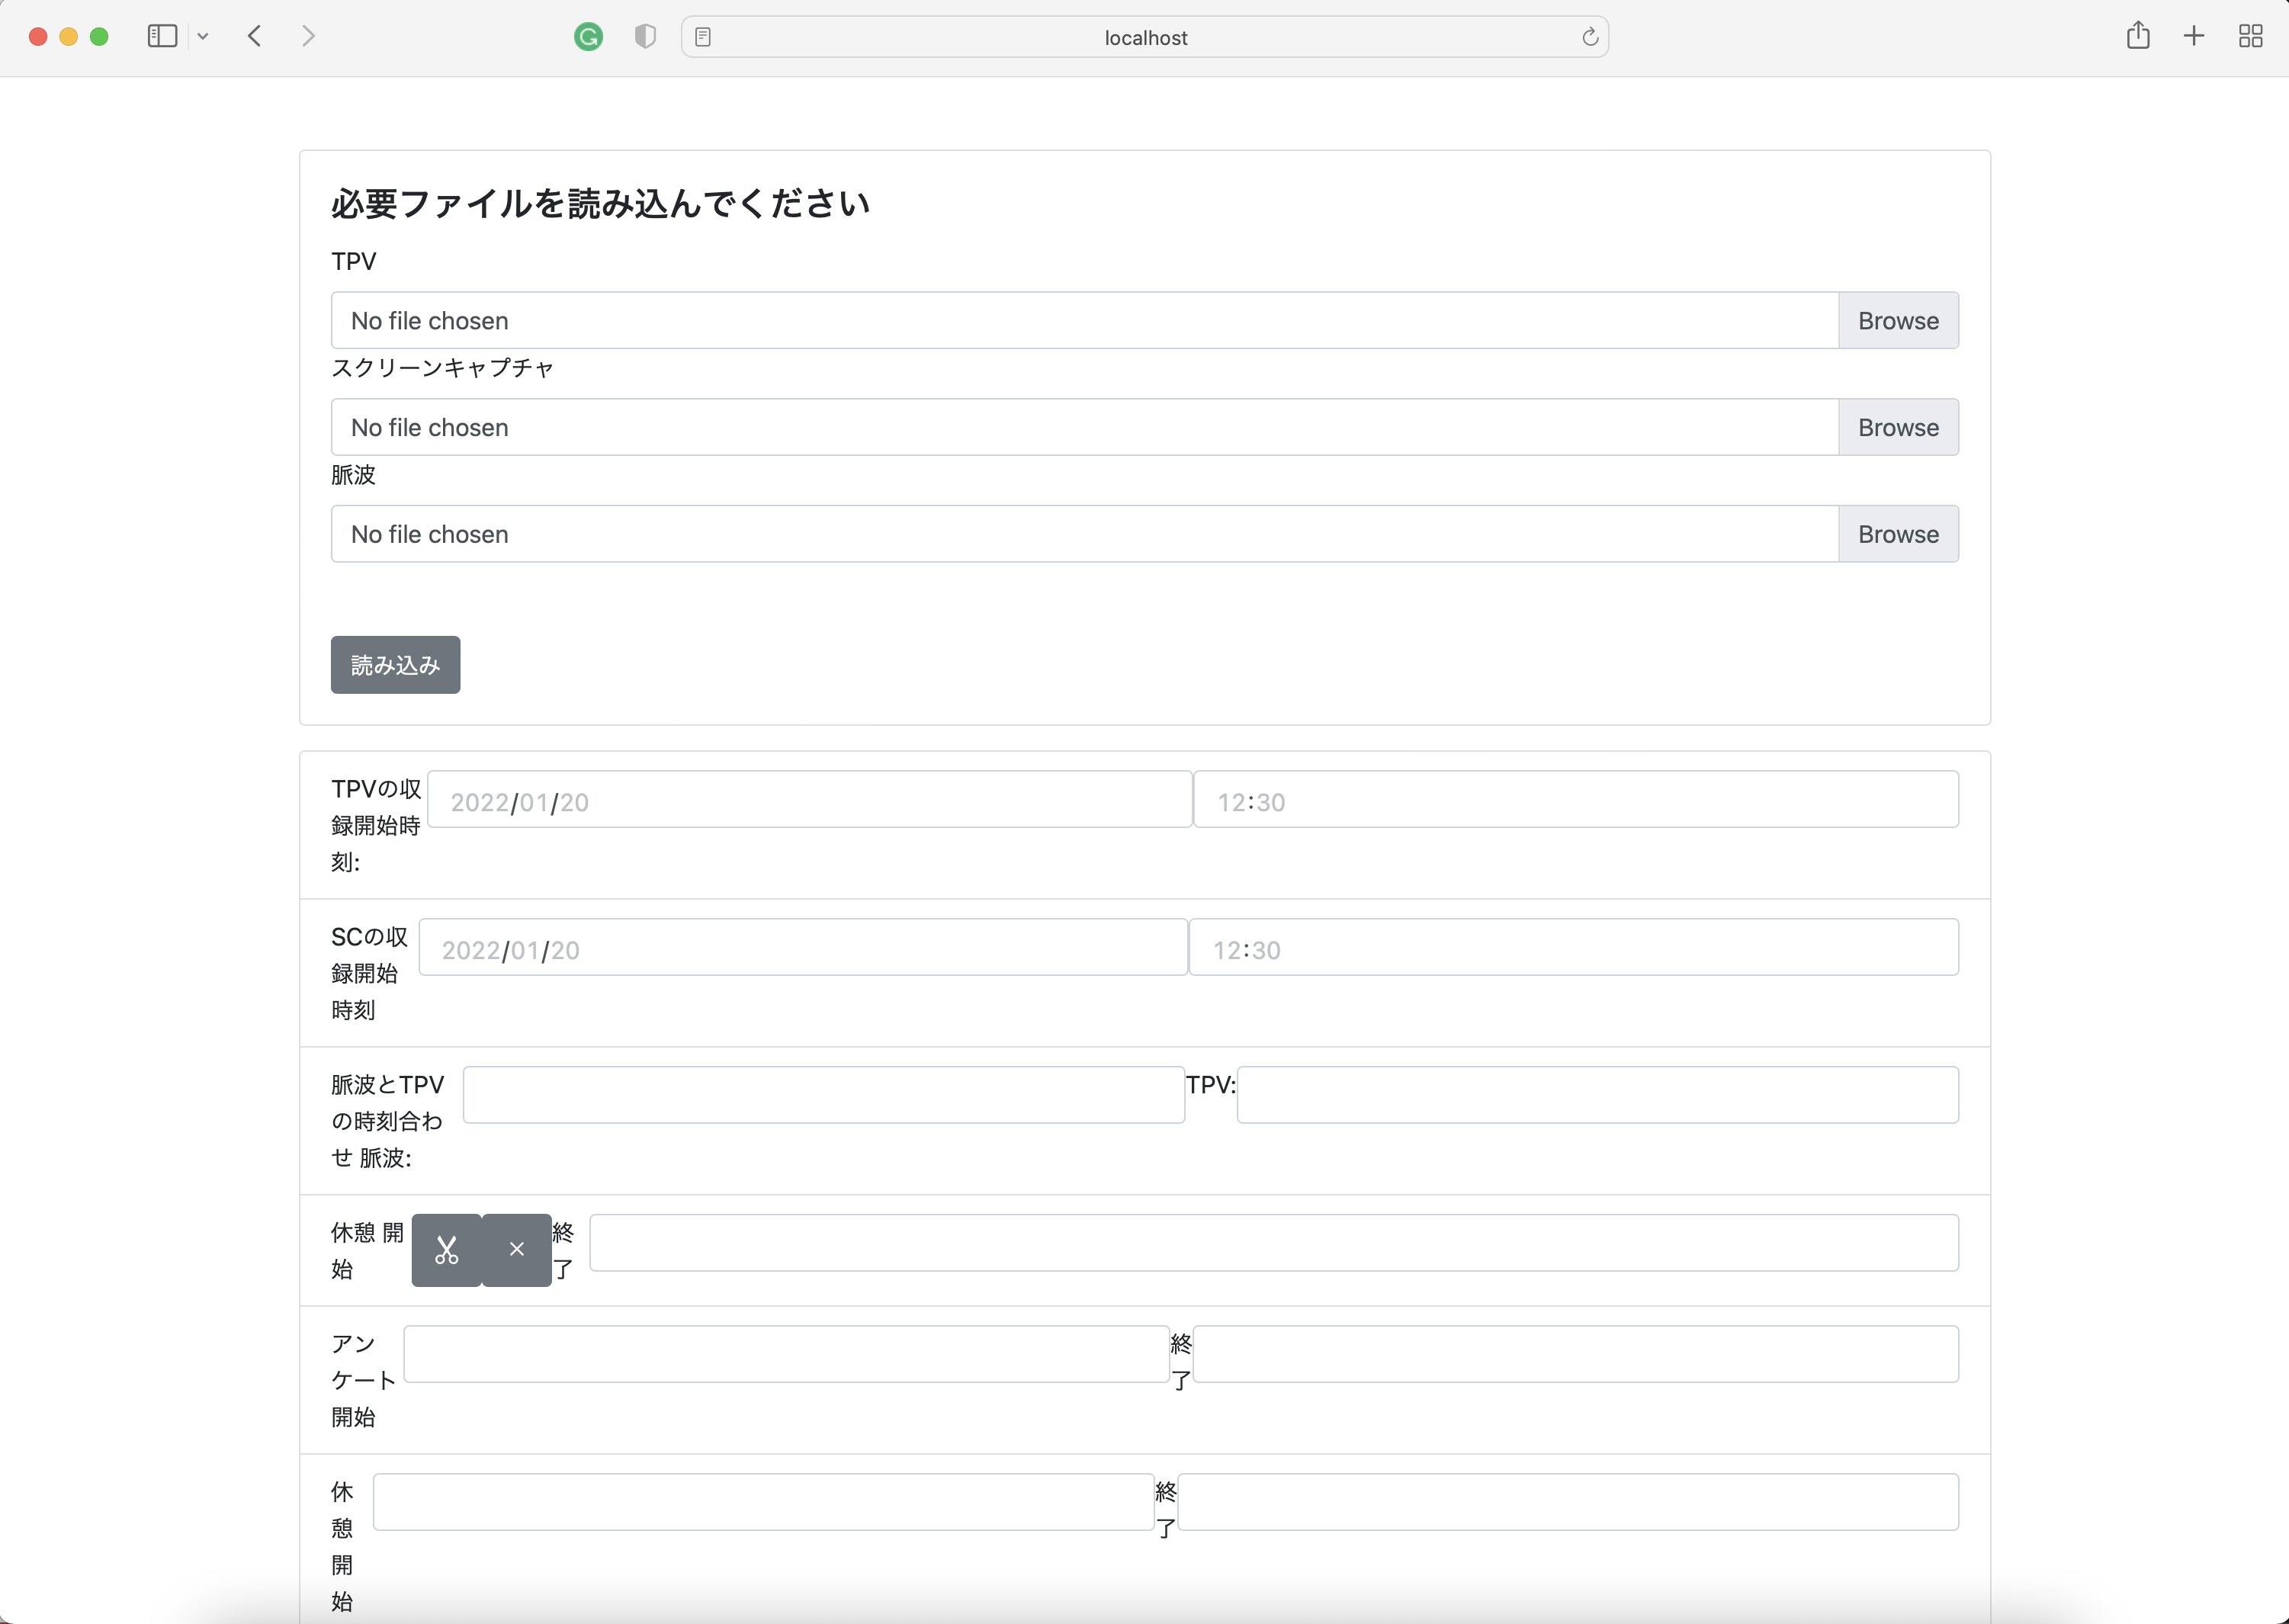 localhost
必要ファイルを読み込んでください
TPV
No file chosen Browse
スクリーンキャプチャ
No file chosen Browse
脈波
No file chosen Browse
読み込み
TPVの収 2022/01/20 12:30
録開始時
刻:
SCの収 2022/01/20 12:30
録開始
時刻
脈波とTPV TPV:
の時刻合わ
せ 脈波:
休憩 開 終
始 了
アン 終
ケート 了
開始
休 終
憩 了
開
始